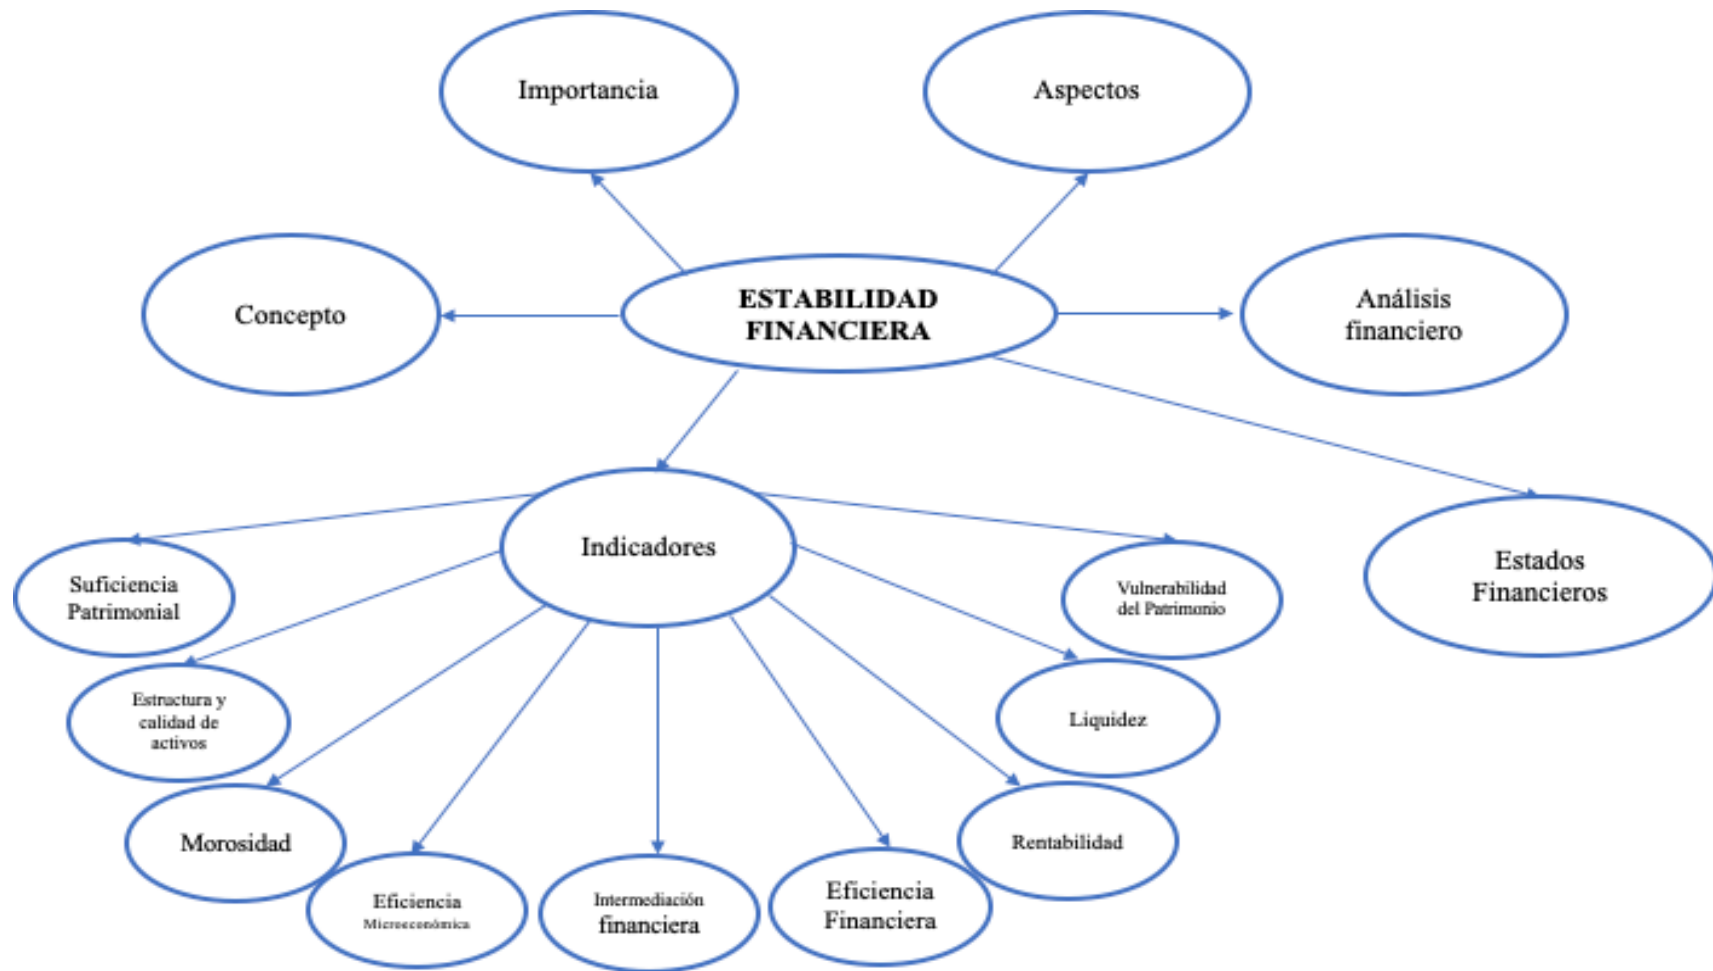 Importancia
Aspectos
Concepto
ESTABILIDAD
FINANCIERA
Análisis
financiero
Indicadores
Estados
Financieros
Suficiencia
Patrimonial
Vulnerabilidad
del Patrimonio
Estructura y
calidad de
activos
Liquidez
Morosidad
Rentabilidad
Eficiencia
Microeconómica
Intermediación
financiera
Eficiencia
Financiera